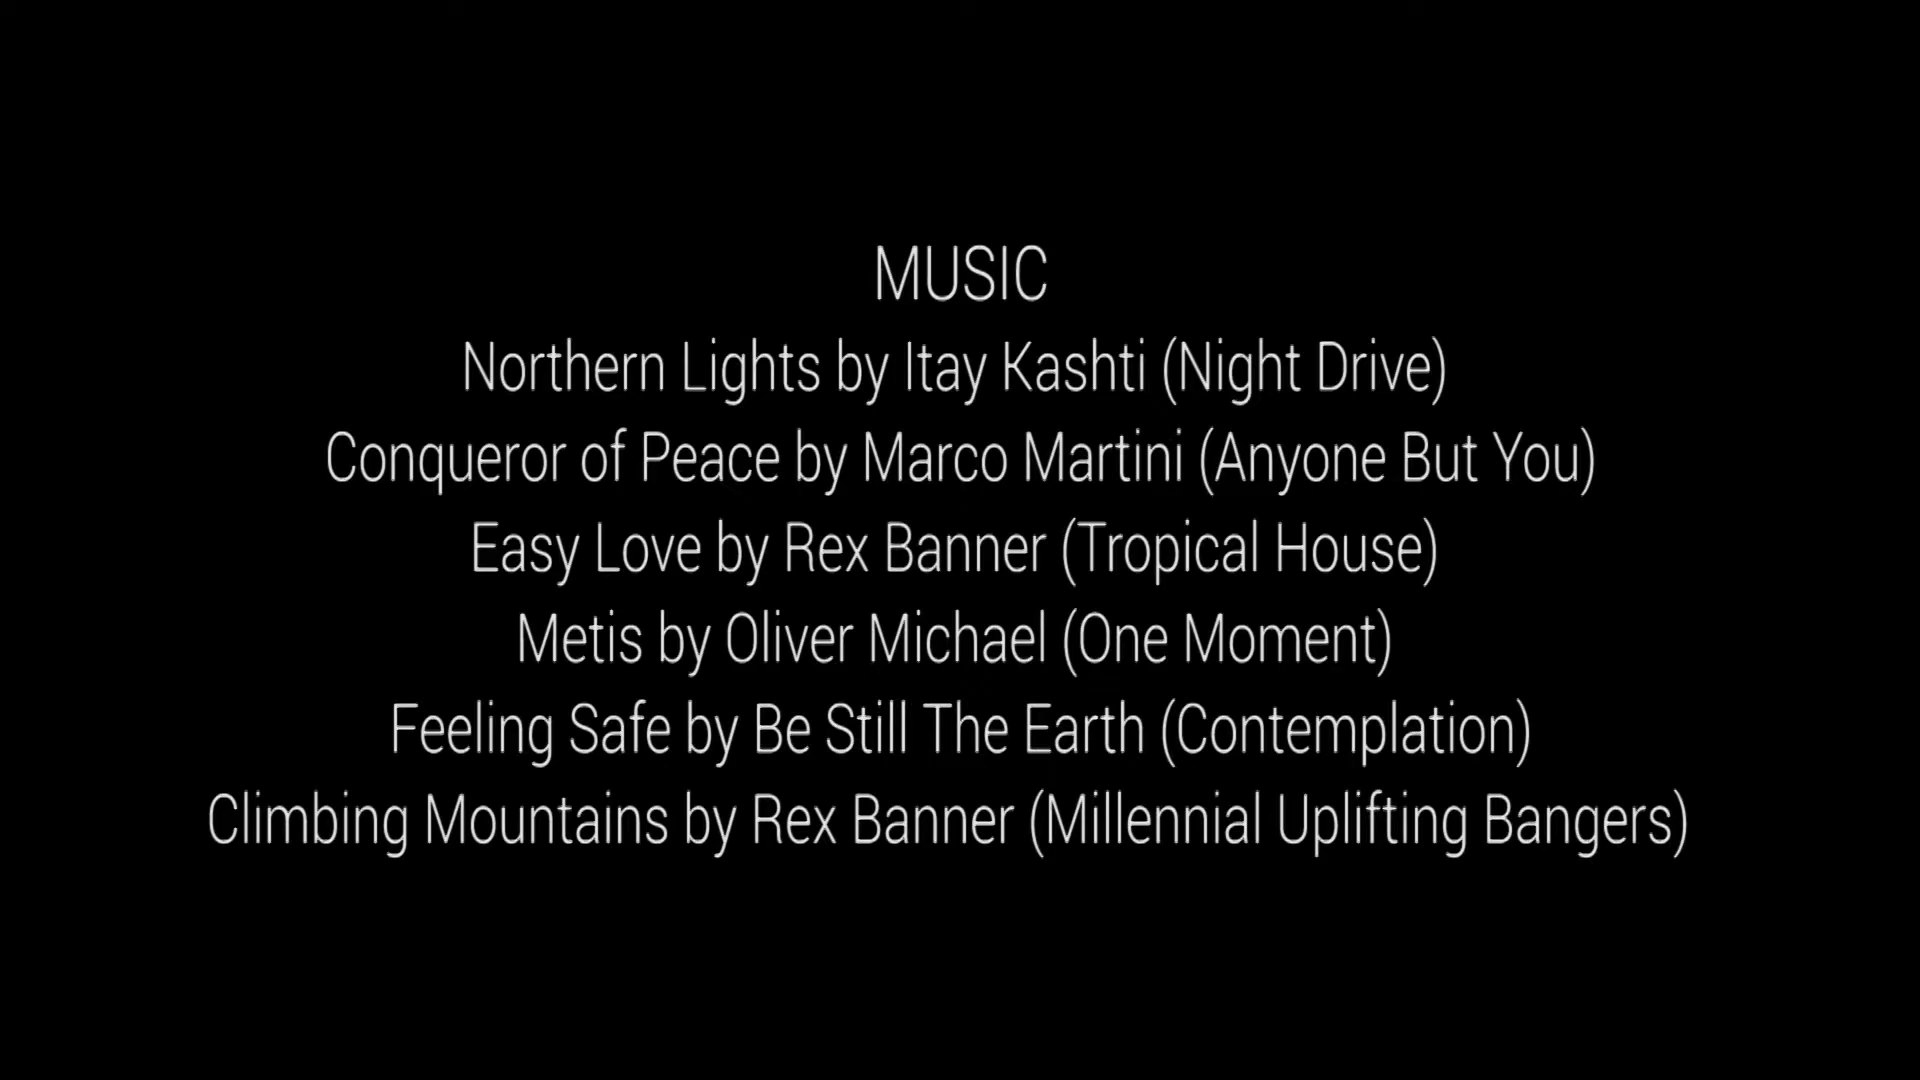 MUSIC
Northern Lights by Itay Kashti (Night Drive)
Conqueror of Peace by Marco Martini (Anyone But You)
Easy Love by Rex Banner (Tropical House)
Metis by Oliver Michael (One Moment)
Feeling Safe by Be Still The Earth (Contemplation)
Climbing Mountains by Rex Banner (Millennial Uplifting Bangers)